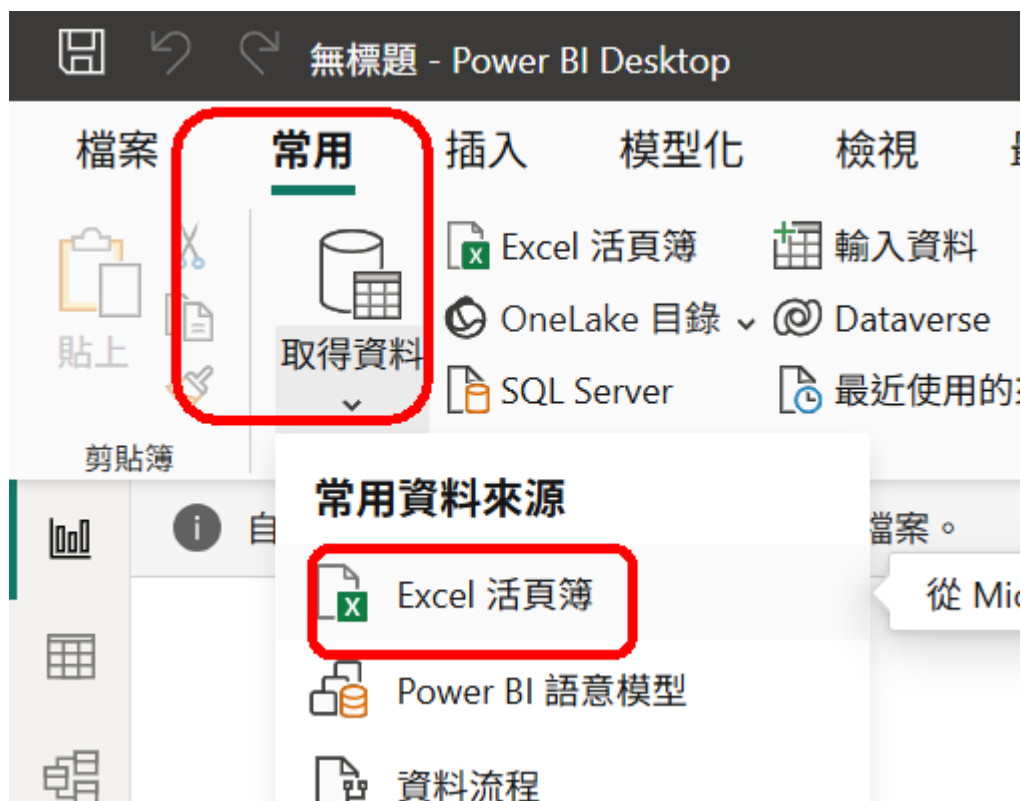 無標題 - Power BI Desktop
檔案 常用 插入 模型化 檢視
貼上 取得資料 Excel 活頁簿 輸入資料
OneLake 目錄 Dataverse
SQL Server 最近使用的
剪貼簿
常用資料來源
自 檔案。
Excel 活頁簿
從 Mic
Power BI 語意模型
資料流程